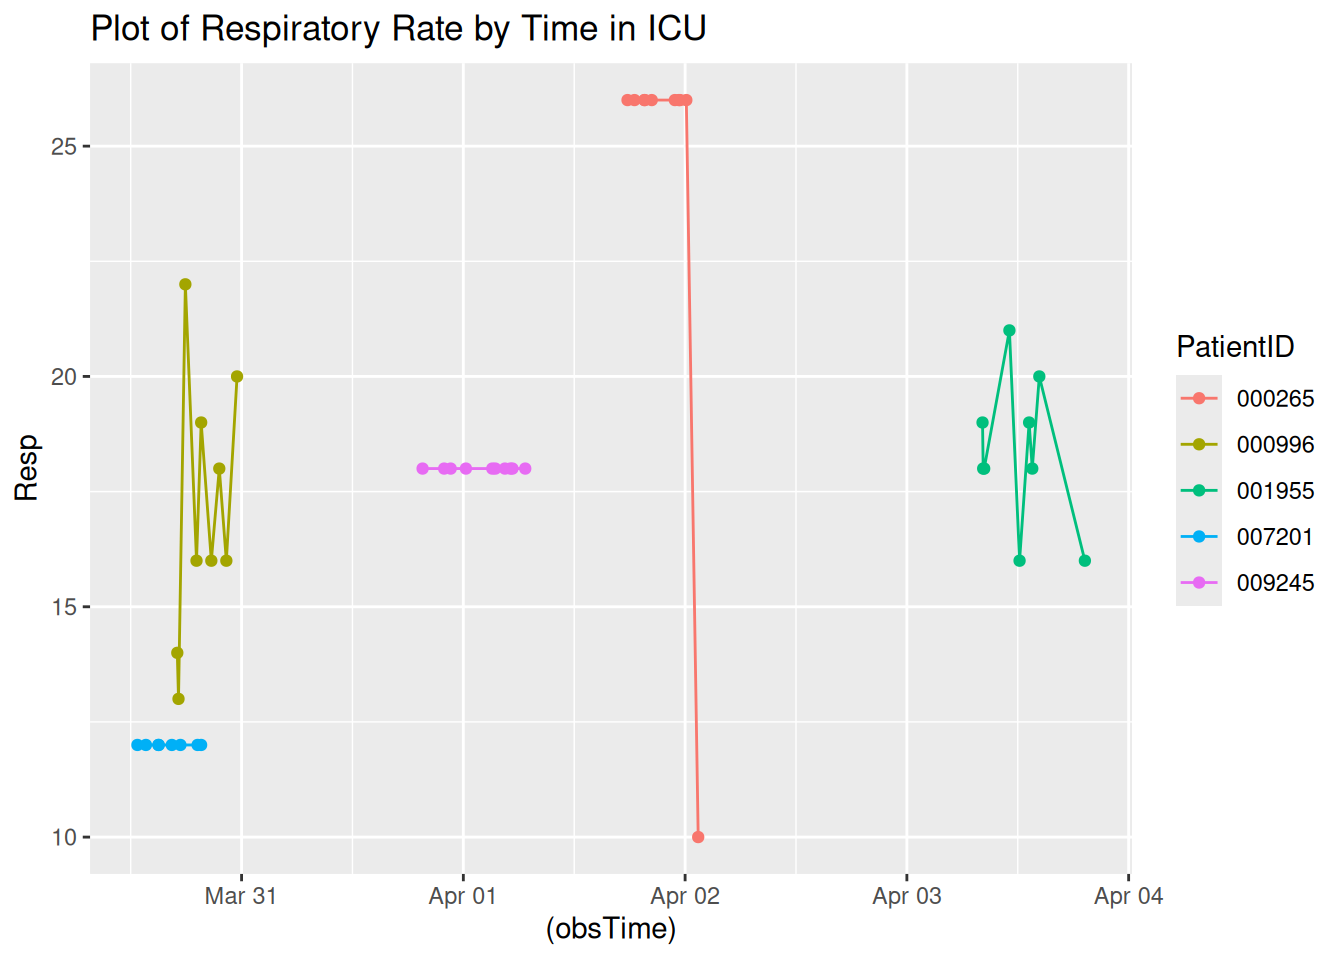 Plot of Respiratory Rate by Time in ICU
25
20
15
10
Resp
Mar 31
Apr 01
Apr 02
Apr 03
Apr 04
(obsTime)
PatientID
000265
000996
001955
007201
009245